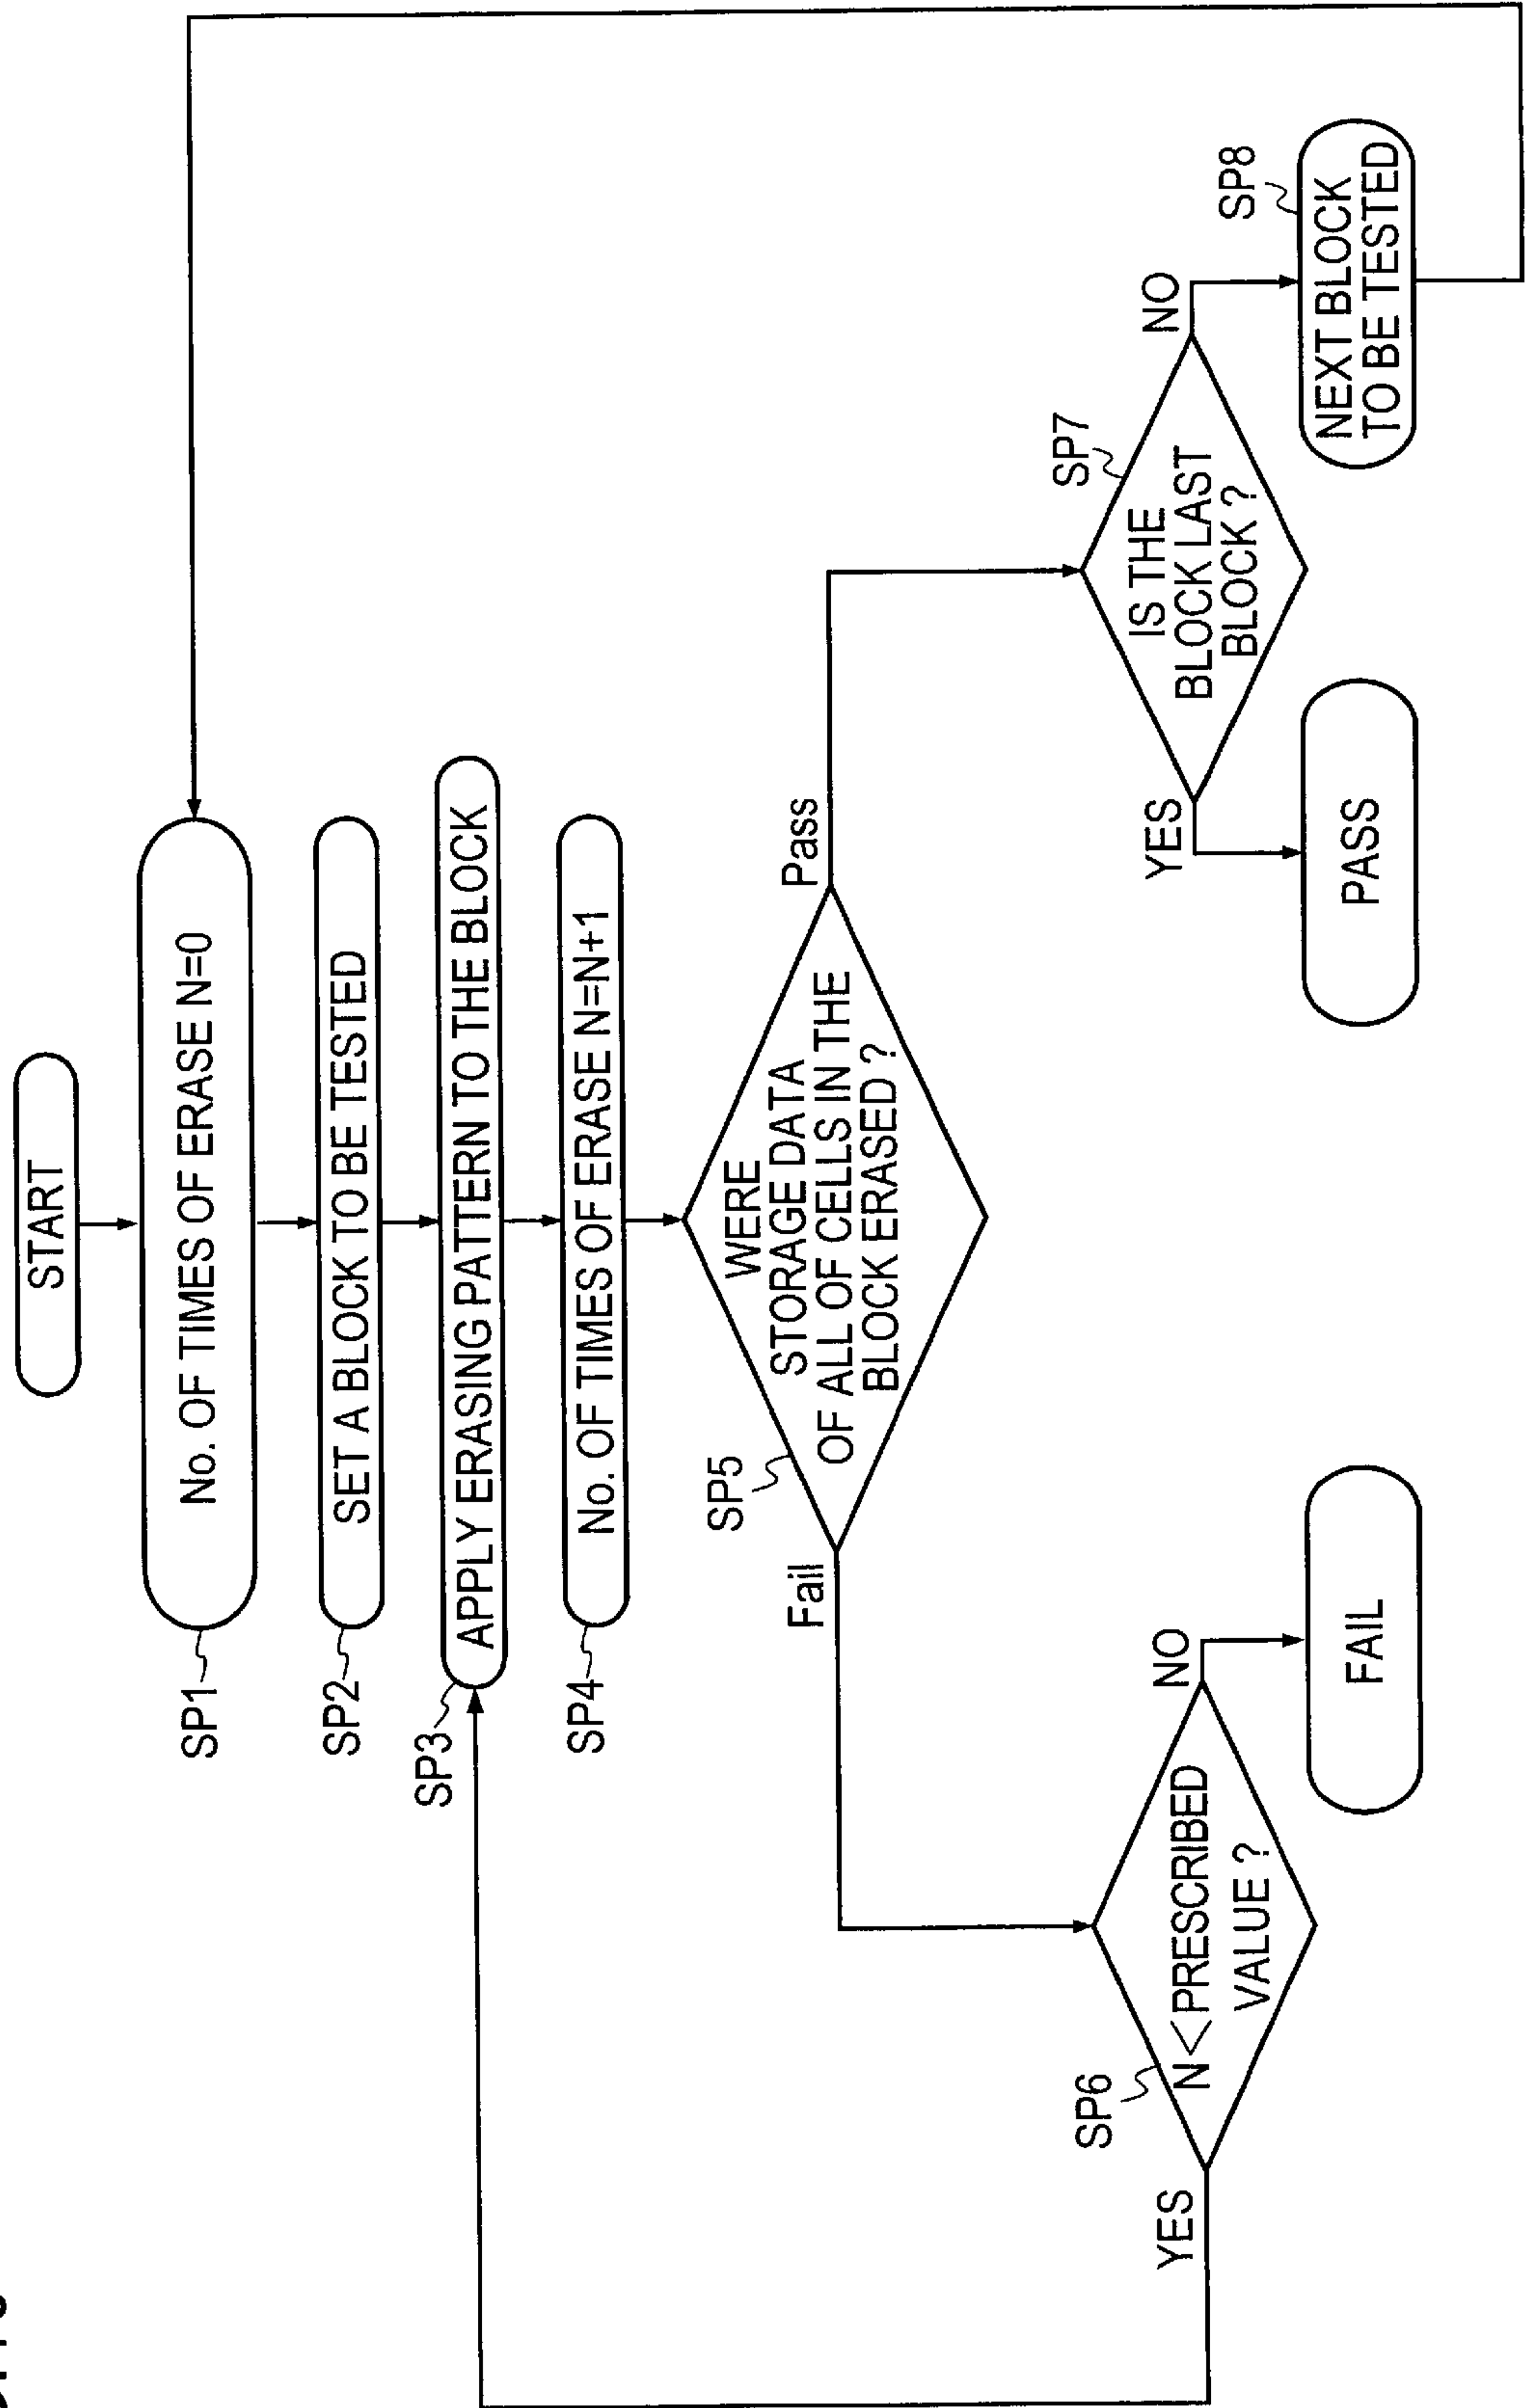 START
SP1
No. OF TIMES OF ERASE N=0
SP2
SET A BLOCK TO BE TESTED
SP3
APPLY ERASING PATTERN TO THE BLOCK
SP4
No. OF TIMES OF ERASE N=N+1
SP5
WERE
STORAGE DATA
OF ALL OF CELLS IN THE
BLOCK ERASED ?
Fail
Pass
SP6
N<PRESCRIBED
VALUE ?
YES
NO
FAIL
SP7
IS THE
BLOCK LAST
BLOCK ?
YES
NO
PASS
SP8
NEXT BLOCK
TO BE TESTED